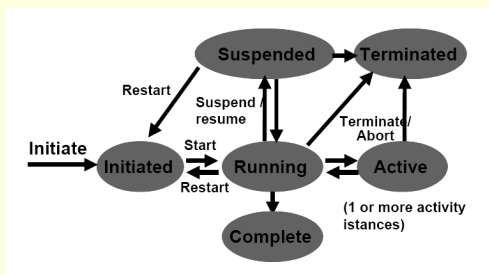 Suspended
Terminated
Restart
Suspend /
resume
Terminate/
Abort
Initiate
Initiated
Start
Restart
Running
Active
(1 or more activity
istances)
Complete